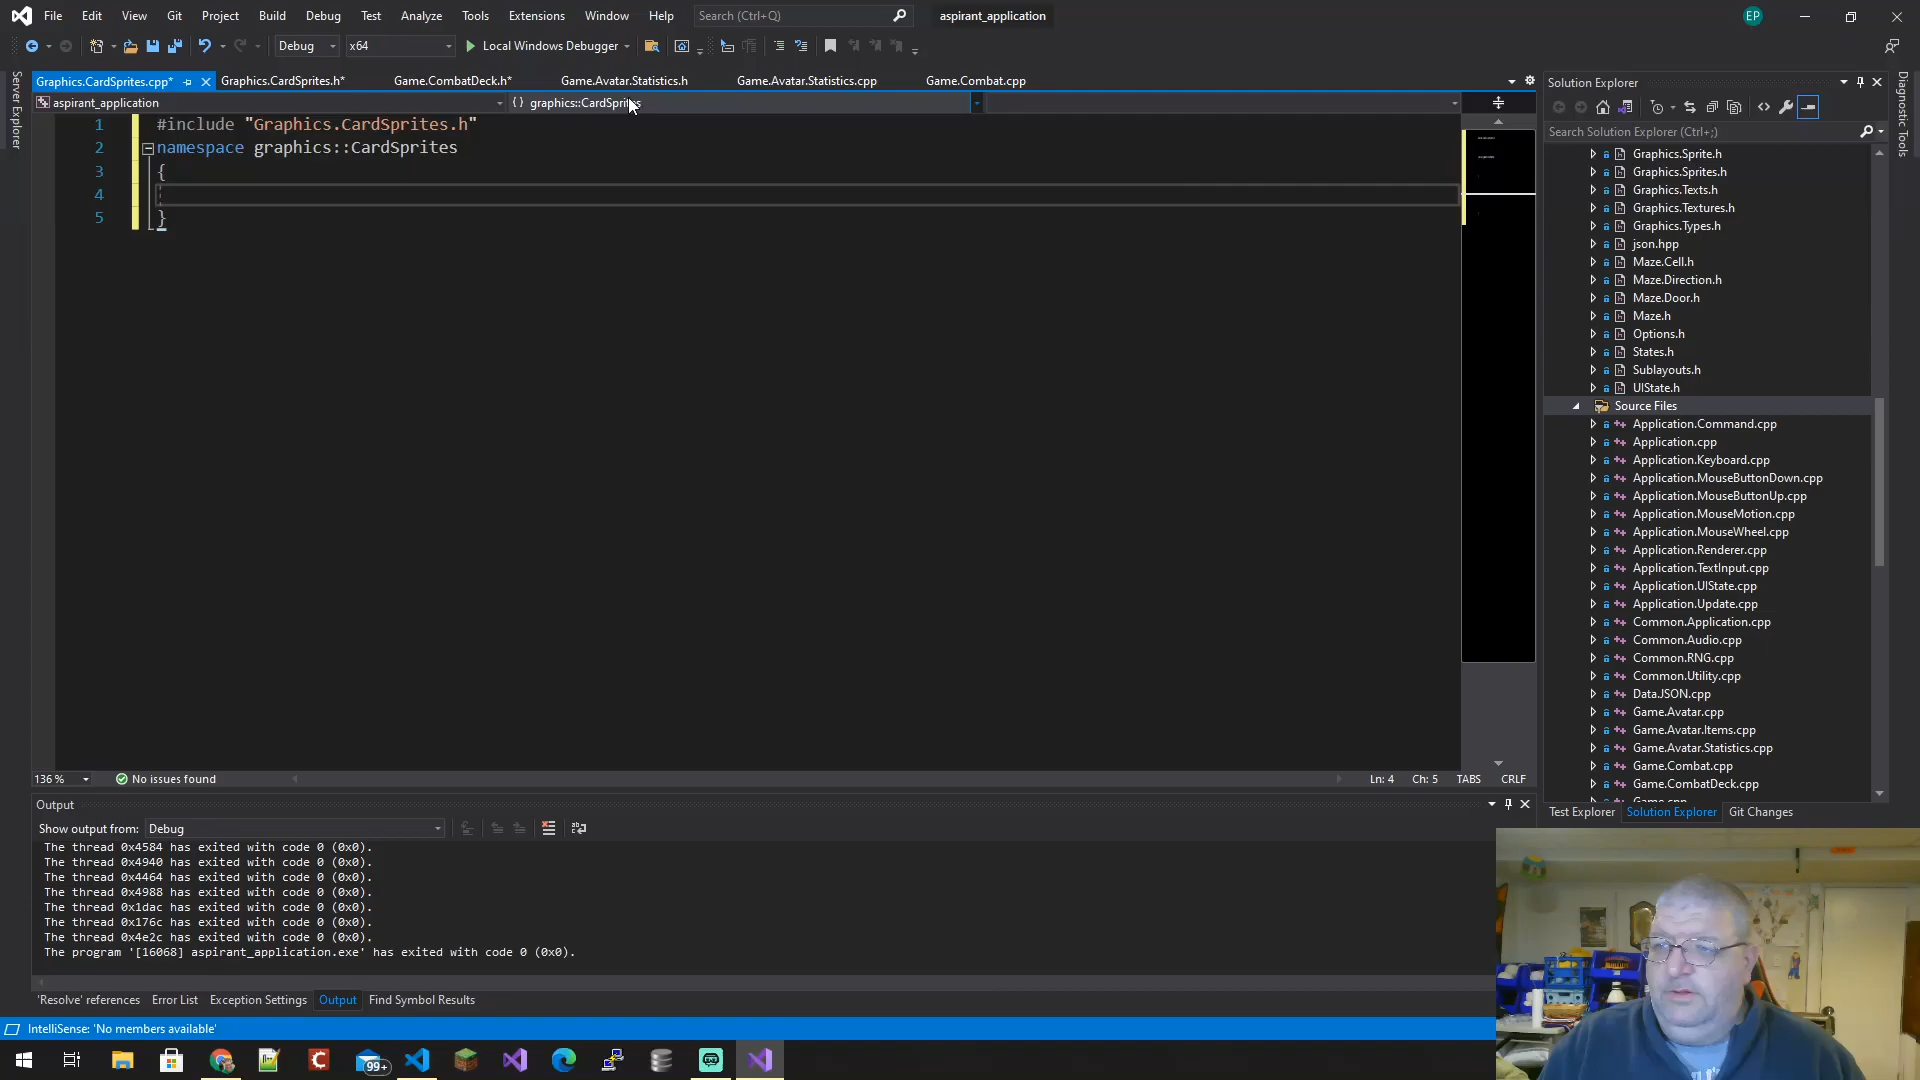 File Edit View Git Project Build Debug Test Analyze Tools Extensions Window Help Search (Ctrl+Q) aspirant_application EP
Debug x64 Local Windows Debugger
Server Explorer
Graphics.CardSprites.cpp* Graphics.CardSprites.h* Game.CombatDeck.h* Game.Avatar.Statistics.h Game.Avatar.Statistics.cpp Game.Combat.cpp
aspirant_application {} graphics::CardSprites
1 #include "Graphics.CardSprites.h"
2 namespace graphics::CardSprites
3 {
4
5 }
136 % No issues found Ln: 4 Ch: 5 TABS CRLF
Output
Show output from: Debug
The thread 0x4584 has exited with code 0 (0x0).
The thread 0x4940 has exited with code 0 (0x0).
The thread 0x4464 has exited with code 0 (0x0).
The thread 0x4988 has exited with code 0 (0x0).
The thread 0x1dac has exited with code 0 (0x0).
The thread 0x176c has exited with code 0 (0x0).
The thread 0x4e2c has exited with code 0 (0x0).
The program '[16068] aspirant_application.exe' has exited with code 0 (0x0).
'Resolve' references Error List Exception Settings Output Find Symbol Results
IntelliSense: 'No members available'
99+
Solution Explorer
Search Solution Explorer (Ctrl+;)
Graphics.Sprite.h
Graphics.Sprites.h
Graphics.Texts.h
Graphics.Textures.h
Graphics.Types.h
json.hpp
Maze.Cell.h
Maze.Direction.h
Maze.Door.h
Maze.h
Options.h
States.h
Sublayouts.h
UIState.h
Source Files
Application.Command.cpp
Application.cpp
Application.Keyboard.cpp
Application.MouseButtonDown.cpp
Application.MouseButtonUp.cpp
Application.MouseMotion.cpp
Application.MouseWheel.cpp
Application.Renderer.cpp
Application.TextInput.cpp
Application.UIState.cpp
Application.Update.cpp
Common.Application.cpp
Common.Audio.cpp
Common.RNG.cpp
Common.Utility.cpp
Data.JSON.cpp
Game.Avatar.cpp
Game.Avatar.Items.cpp
Game.Avatar.Statistics.cpp
Game.Combat.cpp
Game.CombatDeck.cpp
Game.cpp
Test Explorer Solution Explorer Git Changes
Diagnostic Tools